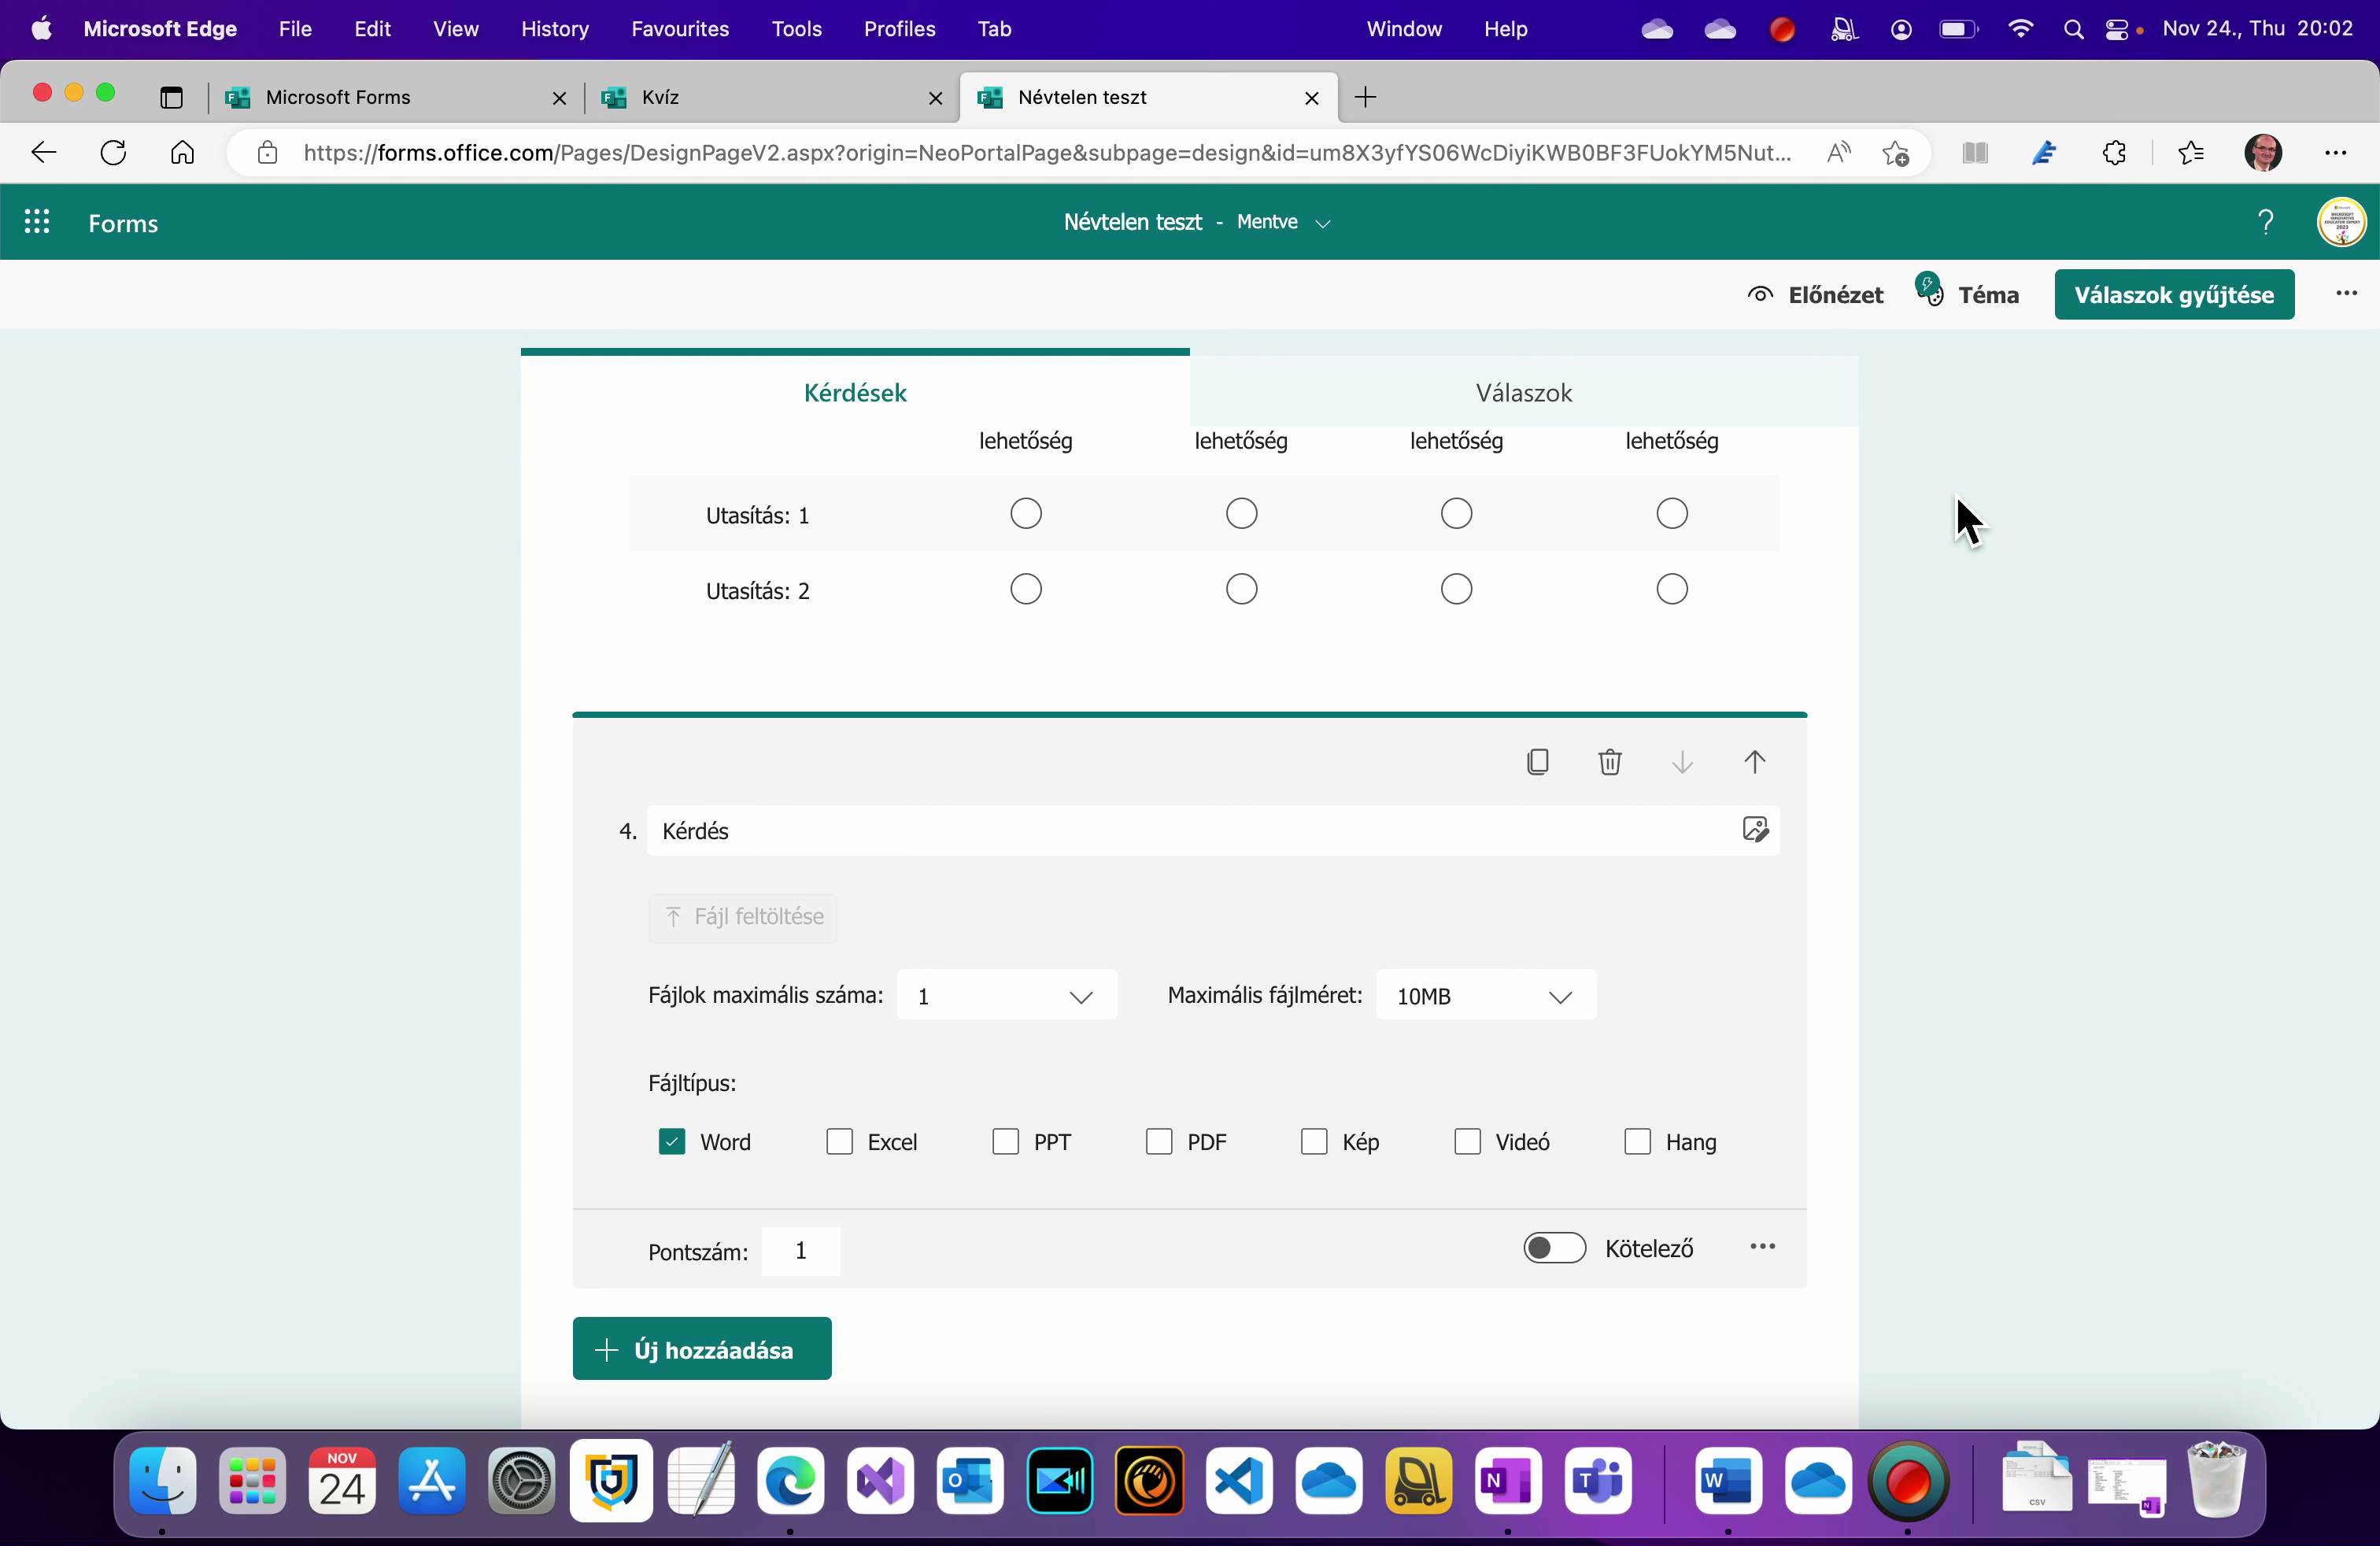 Microsoft Edge File Edit View History Favourites Tools Profiles Tab Window Help Nov 24., Thu 20:02
Microsoft Forms Kvíz Névtelen teszt
https://forms.office.com/Pages/DesignPageV2.aspx?origin=NeoPortalPage&subpage=design&id=um8X3yfYS06WcDiyiKWB0BF3FUokYM5Nut...
Forms Névtelen teszt - Mentve ?
Előnézet Téma Válaszok gyűjtése
Kérdések Válaszok
lehetőség lehetőség lehetőség lehetőség
Utasítás: 1
Utasítás: 2
4. Kérdés
Fájl feltöltése
Fájlok maximális száma: 1 Maximális fájlméret: 10MB
Fájltípus:
Word Excel PPT PDF Kép Videó Hang
Pontszám: 1 Kötelező
Új hozzáadása
NOV
24
CSV